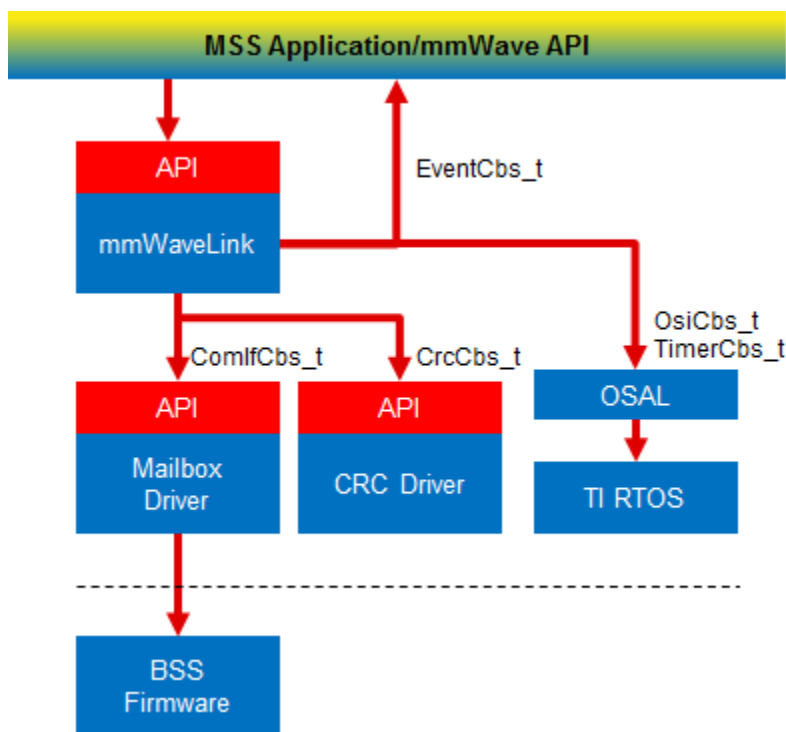 MSS Application/mmWave API
API
EventCbs_t
mmWaveLink
OsiCbs_t
TimerCbs_t
ComIfCbs_t
CrcCbs_t
API
API
OSAL
Mailbox
Driver
CRC Driver
TI RTOS
BSS
Firmware